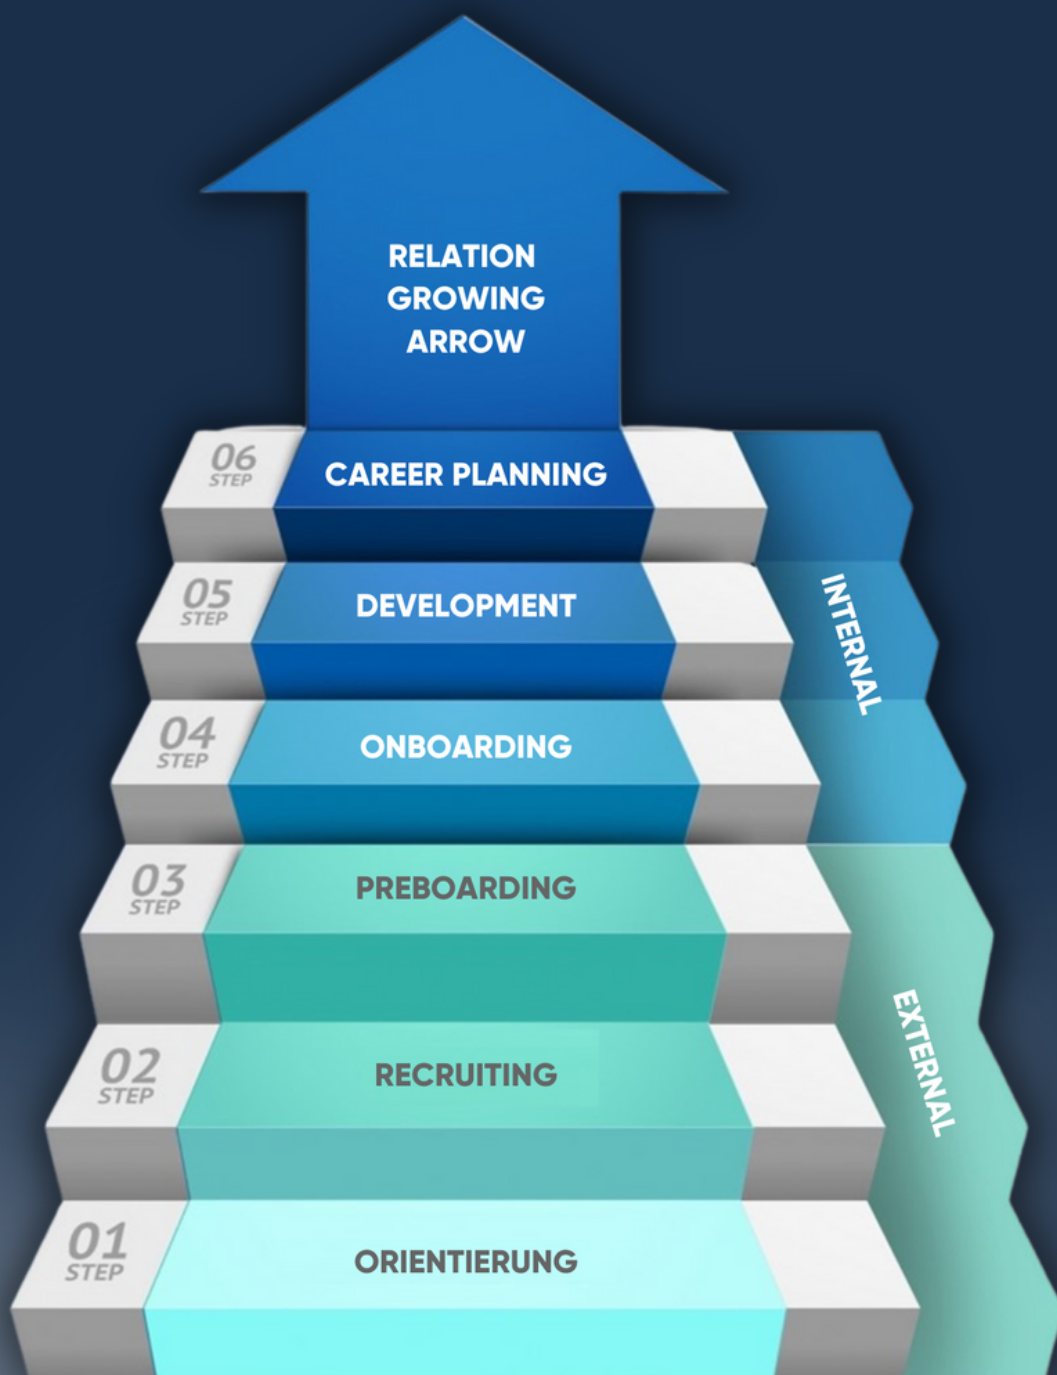 RELATION
GROWING
ARROW
06
STEP
CAREER PLANNING
05
STEP
DEVELOPMENT
INTERNAL
04
STEP
ONBOARDING
03
STEP
PREBOARDING
EXTERNAL
02
STEP
RECRUITING
01
STEP
ORIENTIERUNG